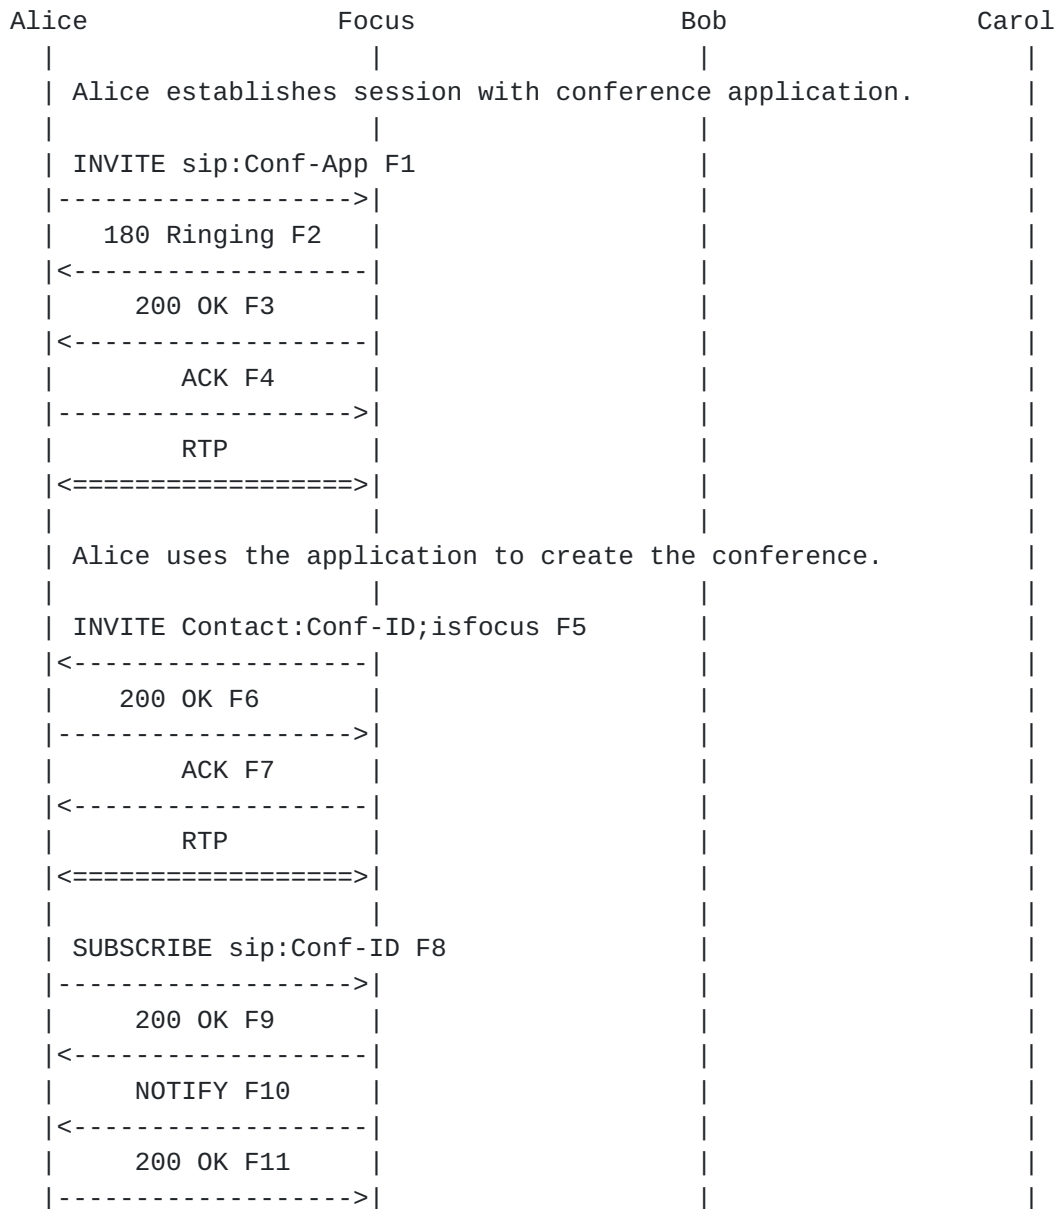 Alice                Focus                 Bob                Carol
  |                    |                    |                    |
  | Alice establishes session with conference application.       |
  |                    |                    |                    |
  | INVITE sip:Conf-App F1                  |                    |
  |------------------->|                    |                    |
  |   180 Ringing F2   |                    |                    |
  |<-------------------|                    |                    |
  |     200 OK F3      |                    |                    |
  |<-------------------|                    |                    |
  |        ACK F4      |                    |                    |
  |------------------->|                    |                    |
  |        RTP         |                    |                    |
  |<==================>|                    |                    |
  |                    |                    |                    |
  | Alice uses the application to create the conference.         |
  |                    |                    |                    |
  | INVITE Contact:Conf-ID;isfocus F5       |                    |
  |<-------------------|                    |                    |
  |    200 OK F6       |                    |                    |
  |------------------->|                    |                    |
  |        ACK F7      |                    |                    |
  |<-------------------|                    |                    |
  |        RTP         |                    |                    |
  |<==================>|                    |                    |
  |                    |                    |                    |
  | SUBSCRIBE sip:Conf-ID F8                |                    |
  |------------------->|                    |                    |
  |     200 OK F9      |                    |                    |
  |<-------------------|                    |                    |
  |     NOTIFY F10     |                    |                    |
  |<-------------------|                    |                    |
  |     200 OK F11     |                    |                    |
  |------------------->|                    |                    |